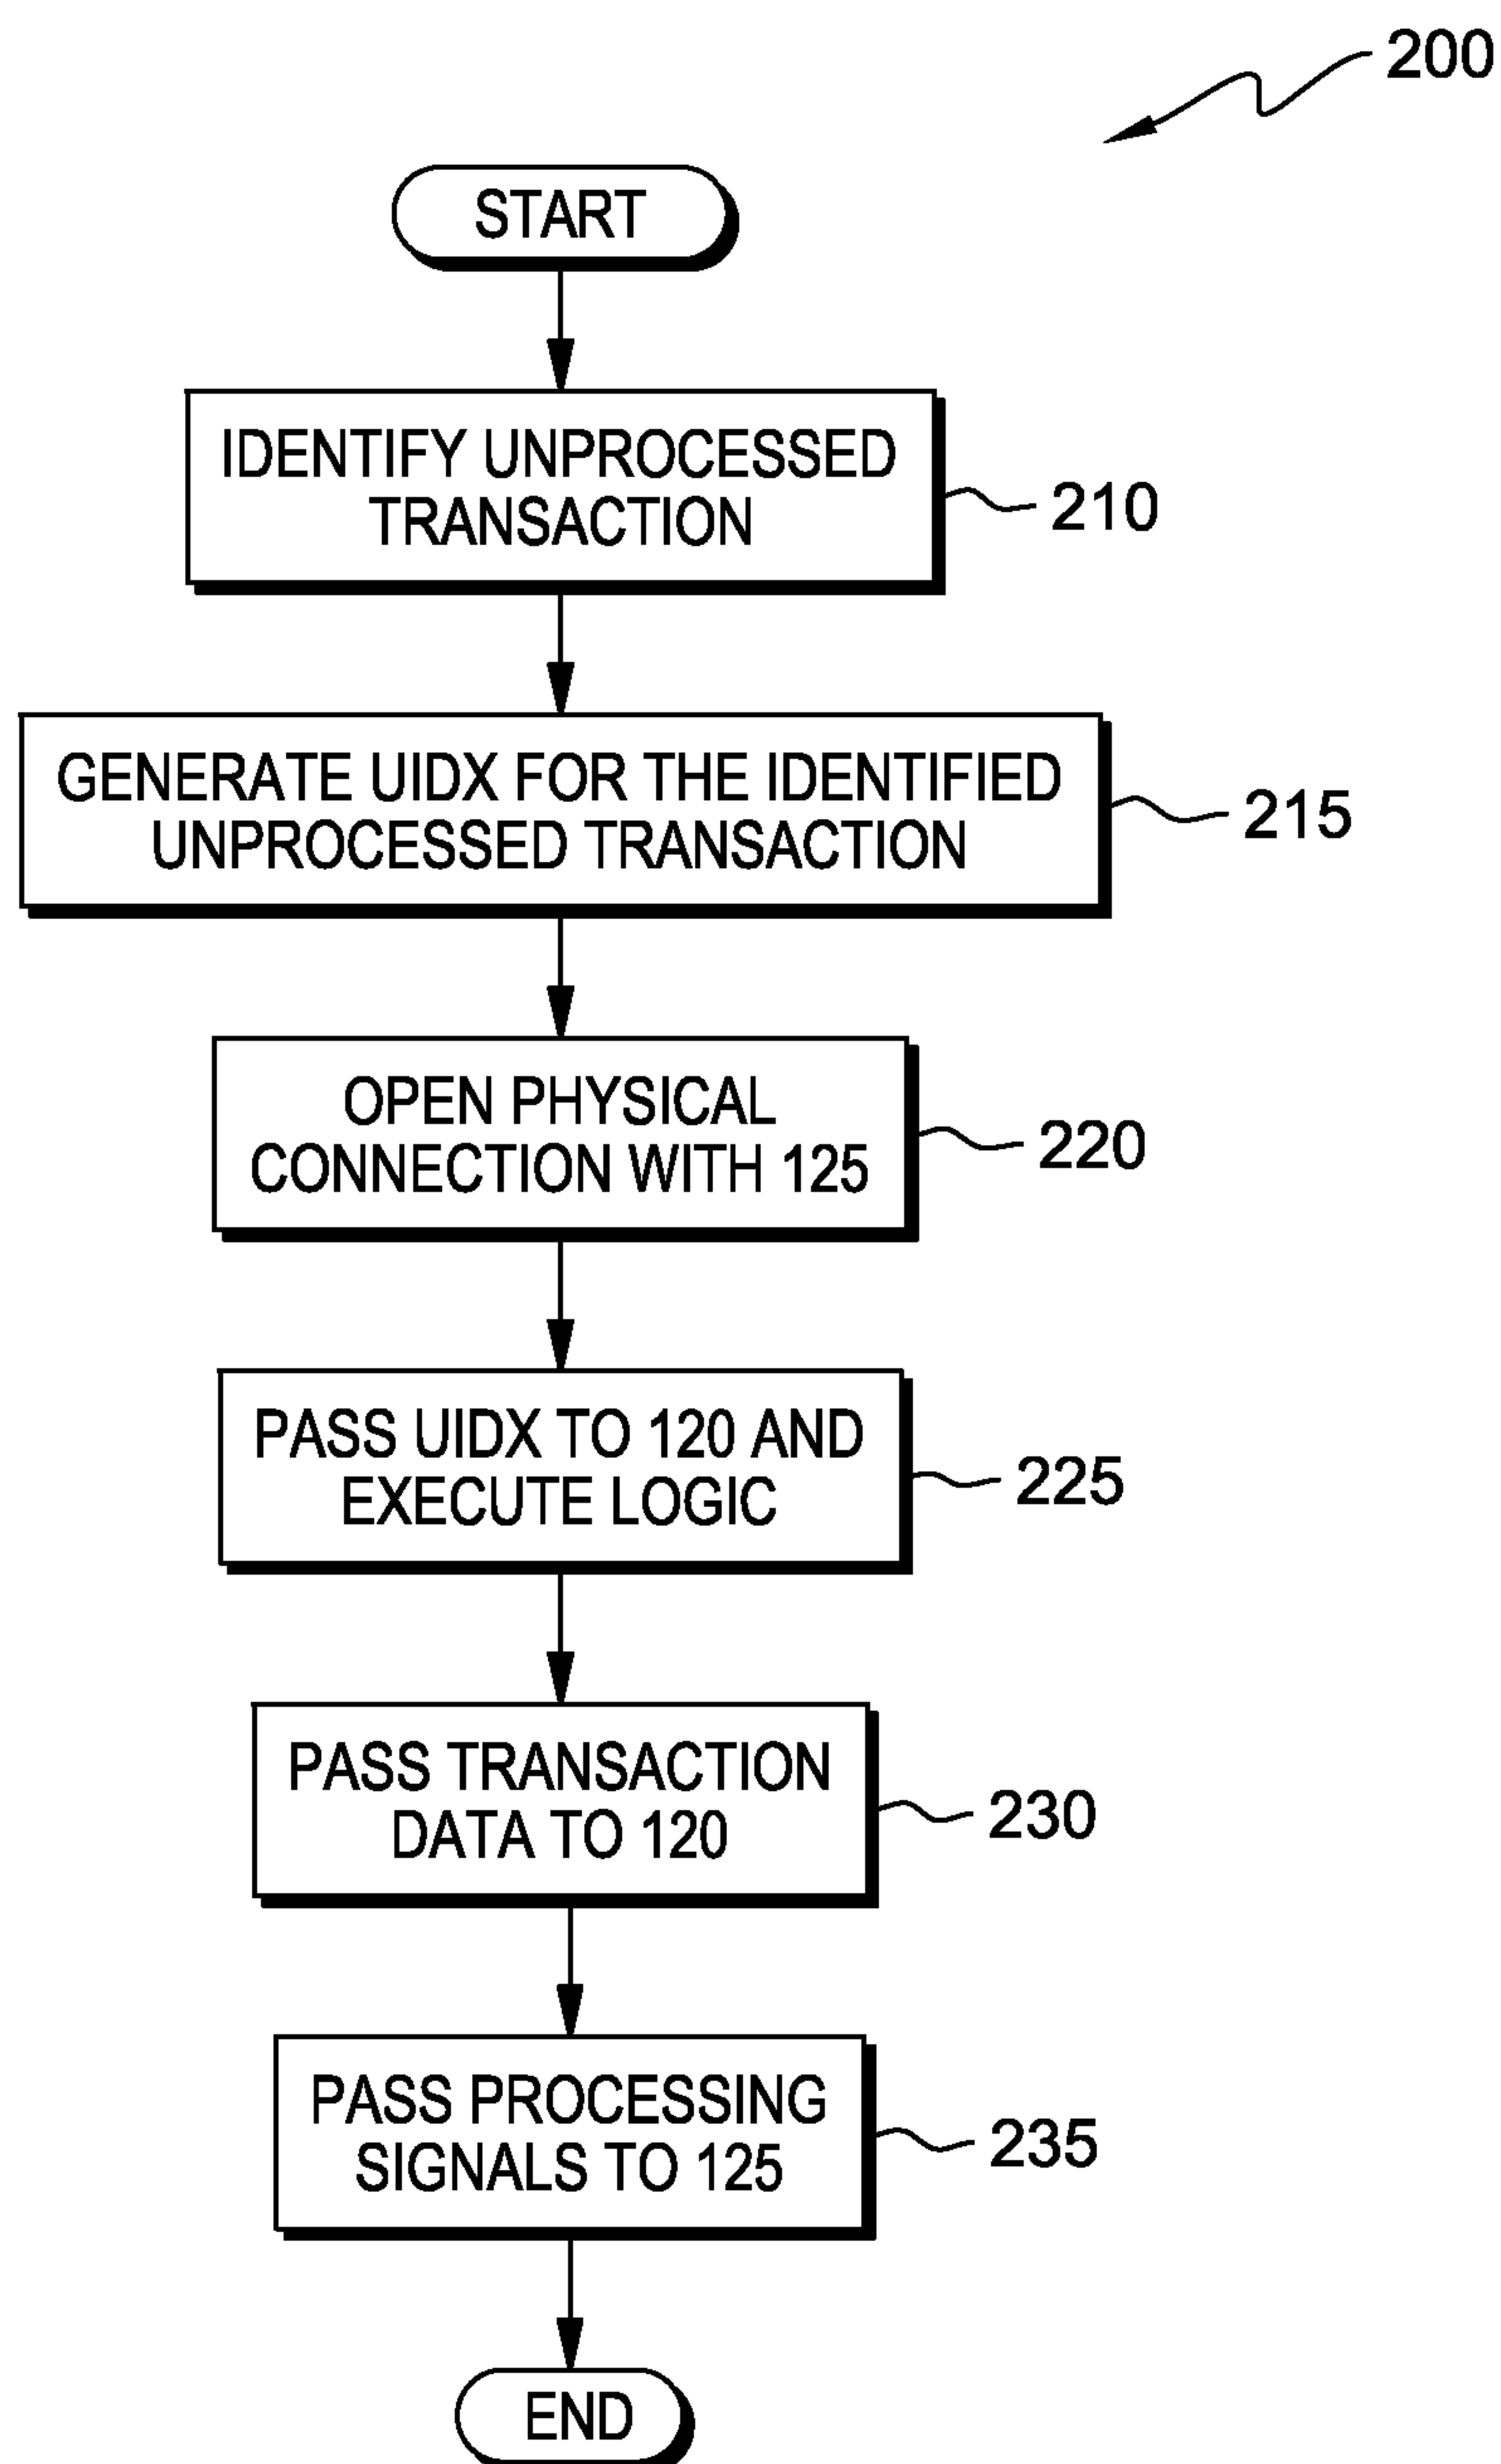 200
START
IDENTIFY UNPROCESSED
TRANSACTION
210
GENERATE UIDX FOR THE IDENTIFIED
UNPROCESSED TRANSACTION
215
OPEN PHYSICAL
CONNECTION WITH 125
220
PASS UIDX TO 120 AND
EXECUTE LOGIC
225
PASS TRANSACTION
DATA TO 120
230
PASS PROCESSING
SIGNALS TO 125
235
END